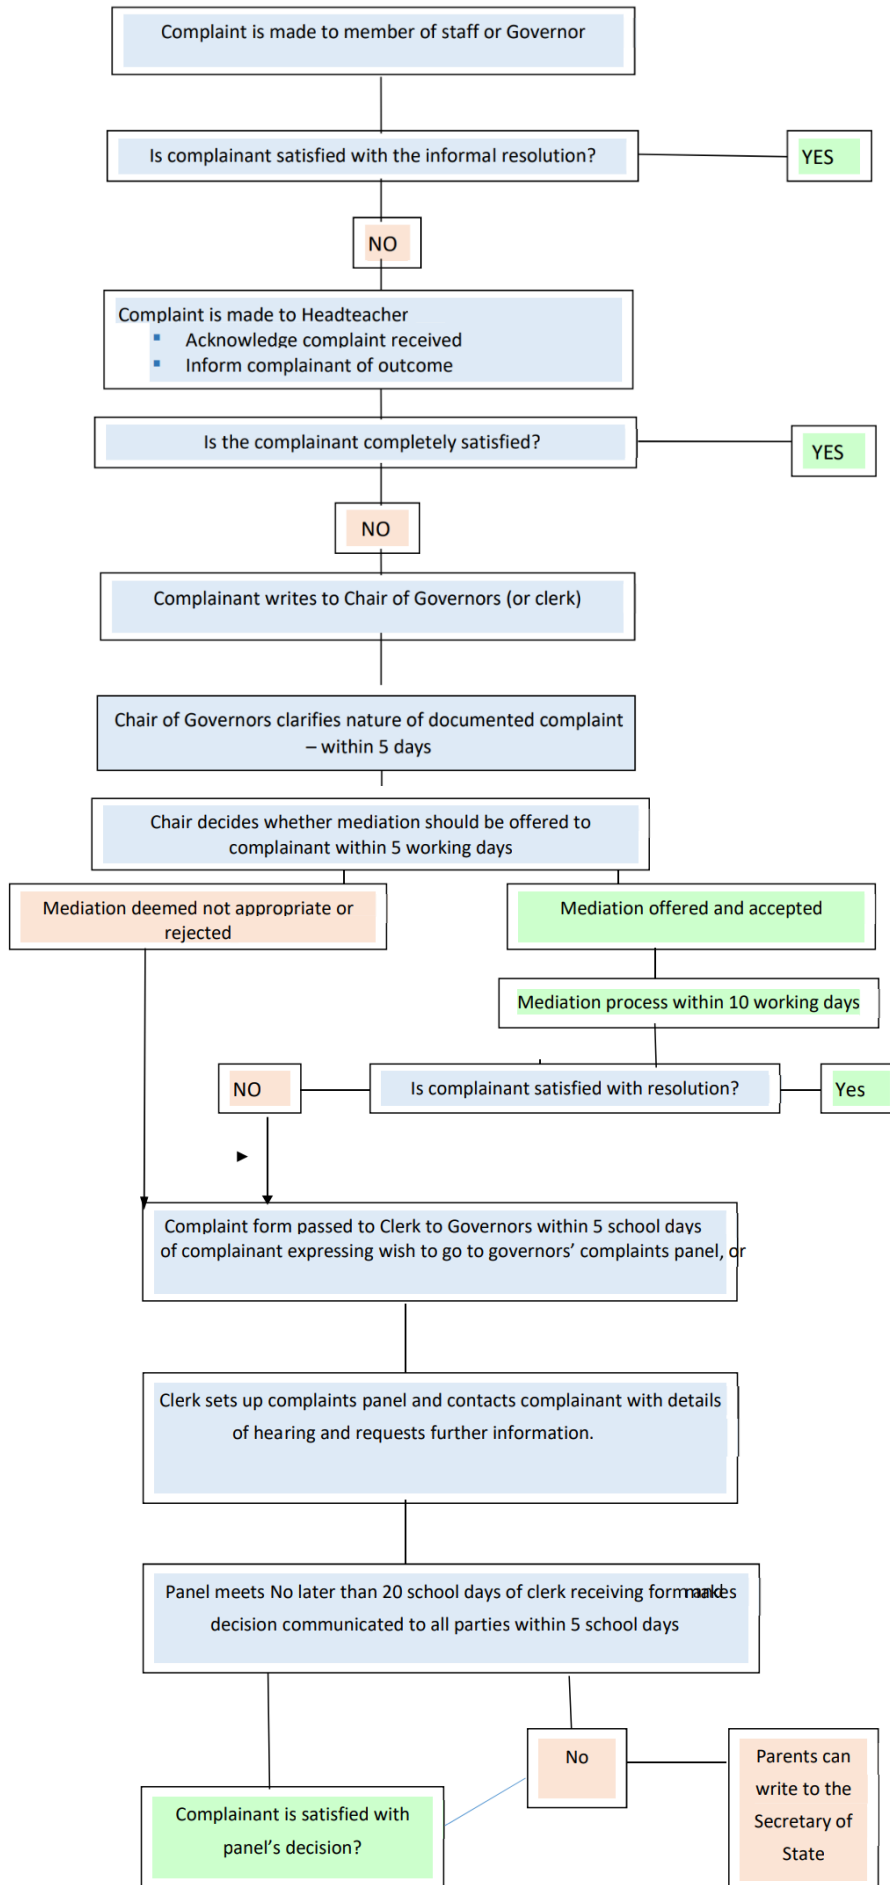 Complaint is made to member of staff or Governor
Is complainant satisfied with the informal resolution?
YES
NO
Complaint is made to Headteacher
Acknowledge complaint received
Inform complainant of outcome
Is the complainant completely satisfied?
YES
NO
Complainant writes to Chair of Governors (or clerk)
Chair of Governors clarifies nature of documented complaint
– within 5 days
Chair decides whether mediation should be offered to
complainant within 5 working days
Mediation deemed not appropriate or
rejected
Mediation offered and accepted
Mediation process within 10 working days
NO
Is complainant satisfied with resolution?
Yes
Complaint form passed to Clerk to Governors within 5 school days
of complainant expressing wish to go to governors’ complaints panel, or
Clerk sets up complaints panel and contacts complainant with details
of hearing and requests further information.
Panel meets No later than 20 school days of clerk receiving form and makes
decision communicated to all parties within 5 school days
No
Parents can
write to the
Secretary of
State
Complainant is satisfied with
panel’s decision?